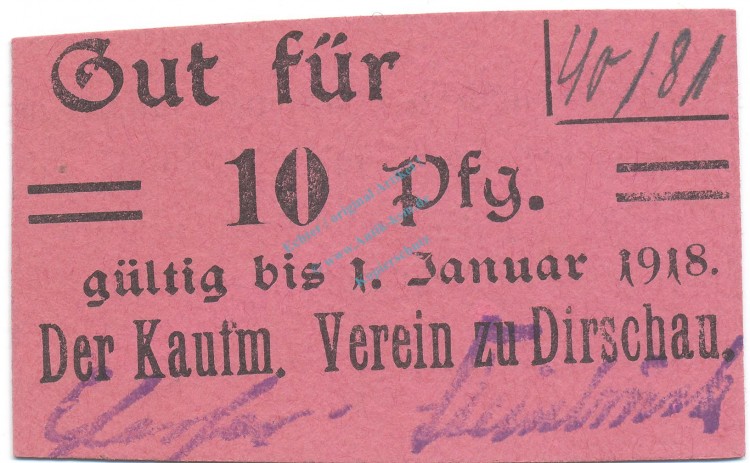 Gut für
40/81
10 Pfg.
gültig bis 1. Januar 1918.
Der Kaufm. Verein zu Dirschau.